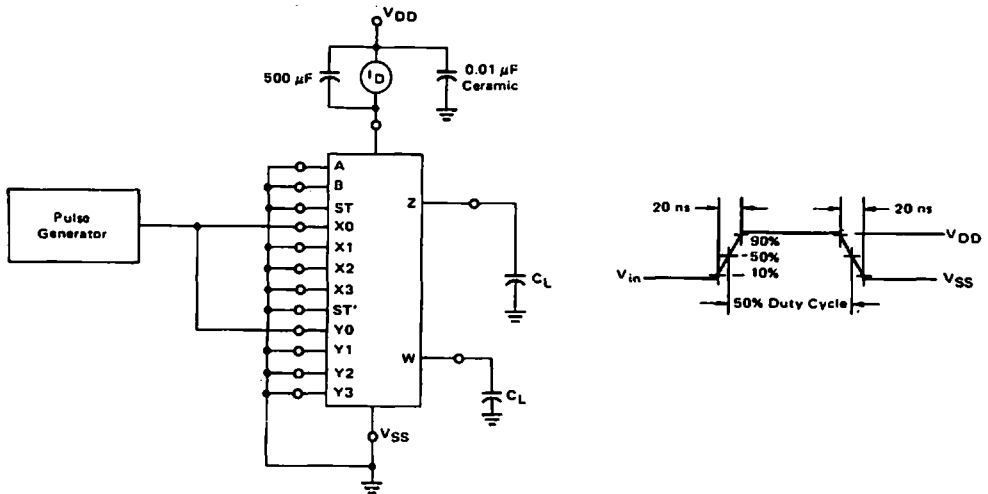 VDD
500 µF
ID
0.01 µF
Ceramic
Pulse
Generator
A
B
ST
X0
X1
X2
X3
ST'
Y0
Y1
Y2
Y3
Z
W
CL
CL
VSS
20 ns
20 ns
90%
50%
10%
Vin
VDD
VSS
50% Duty Cycle